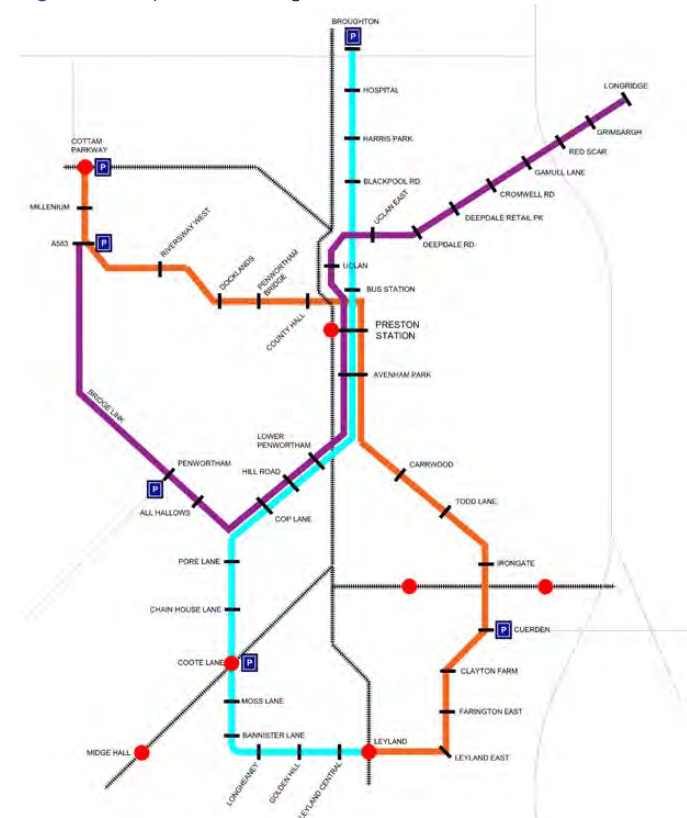 BROUGHTON
P
HOSPITAL
HARRIS PARK
BLACKPOOL RD.
LONGRIDGE
GRIMSARGH
RED SCAR
GAMULL LANE
CROMWELL RD
DEEPDALE RETAIL PK
DEEPDALE RD
UCLAN EAST
UCLAN
BUS STATION
COTTAM
PARKWAY
P
MILLENIUM
A583
P
RIVERSWAY WEST
DOCKLANDS
PENWORTHAM
BRIDGE
COUNTY HALL
PRESTON
STATION
AVENHAM PARK
BRIDGE LINK
PENWORTHAM
P
ALL HALLOWS
LOWER
PENWORTHAM
HILL ROAD
COP LANE
CARRWOOD
TODD LANE.
IRONGATE
P
CUERDEN
CLAYTON FARM
FARINGTON EAST
LEYLAND EAST
PORE LANE
CHAIN HOUSE LANE
COOTE LANE
P
MOSS LANE
BANNISTER LANE
MIDGE HALL
LONGHEANEY
GOLDEN HILL
LEYLAND CENTRAL
LEYLAND